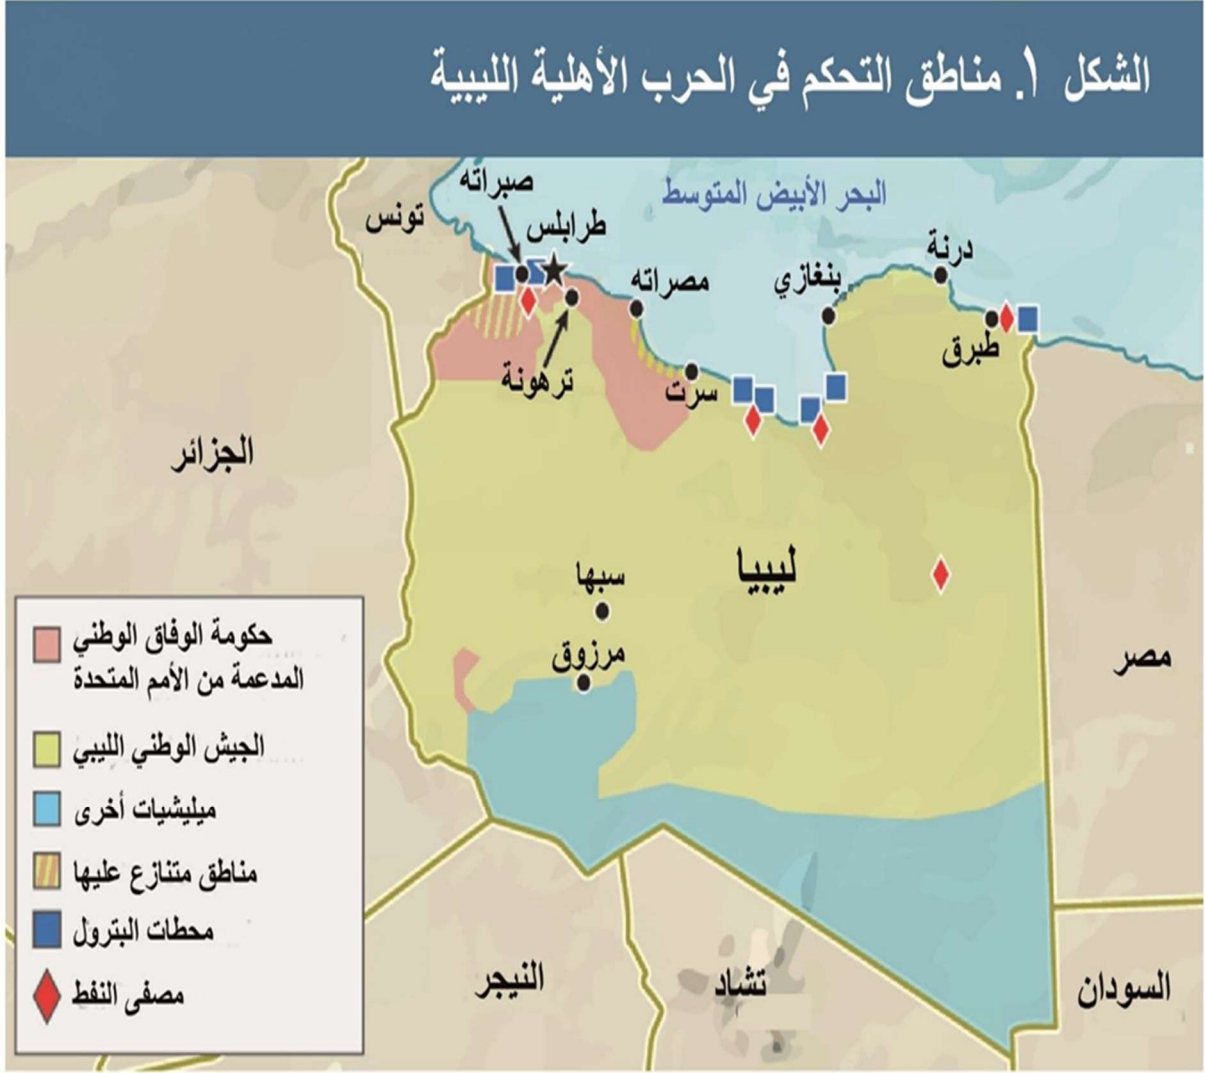 الشكل ١. مناطق التحكم في الحرب الأهلية الليبية
البحر الأبيض المتوسط
صبراته
تونس
طرابلس
درنة
مصراته
بنغازي
طبرق
ترهونة
سرت
الجزائر
ليبيا
سبها
مرزوق
مصر
حكومة الوفاق الوطني
المدعمة من الأمم المتحدة
الجيش الوطني الليبي
ميليشيات أخرى
مناطق متنازع عليها
محطات البترول
مصفى النفط
النيجر
تشاد
السودان